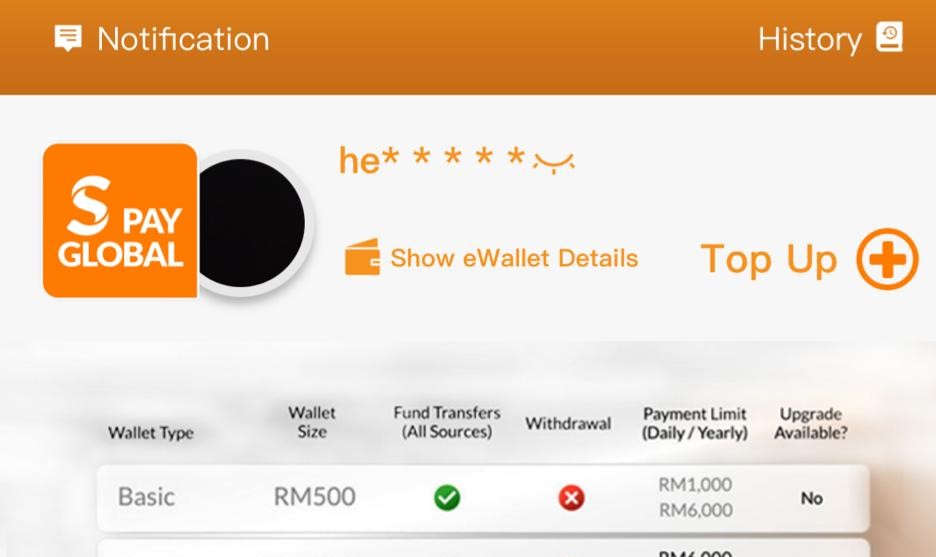 Notification
History
S PAY
GLOBAL
he* * * * *
Show eWallet Details
Top Up
Wallet Type
Wallet
Size
Fund Transfers
(All Sources)
Withdrawal
Payment Limit
(Daily / Yearly)
Upgrade
Available?
Basic
RM500
RM1,000
RM6,000
No